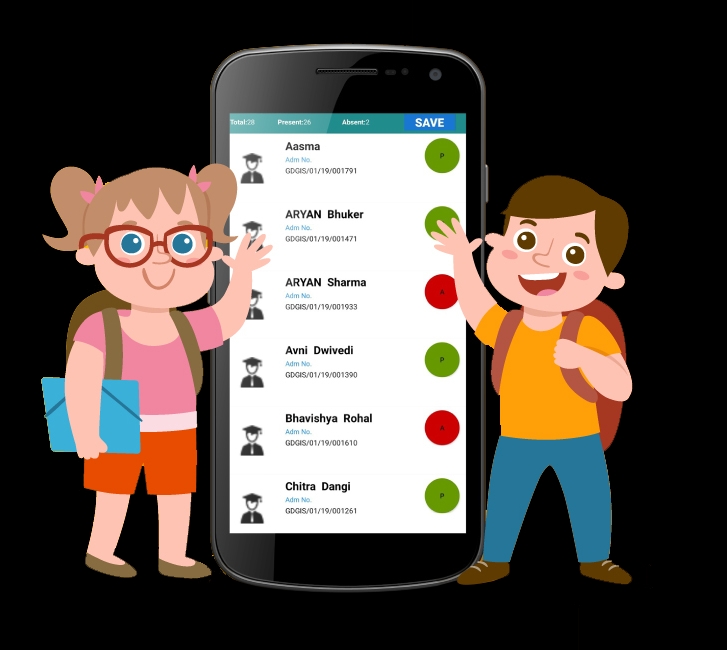 Total:28 Present:26 Absent:2 SAVE
Aasma
Adm No.
GDGIS/01/19/001791
P
ARYAN Bhuker
Adm No.
GDGIS/01/19/001471
ARYAN Sharma
Adm No.
GDGIS/01/19/001933
A
Avni Dwivedi
Adm No.
GDGIS/01/19/001390
P
Bhavishya Rohal
Adm No.
GDGIS/01/19/001610
A
Chitra Dangi
Adm No.
GDGIS/01/19/001261
P